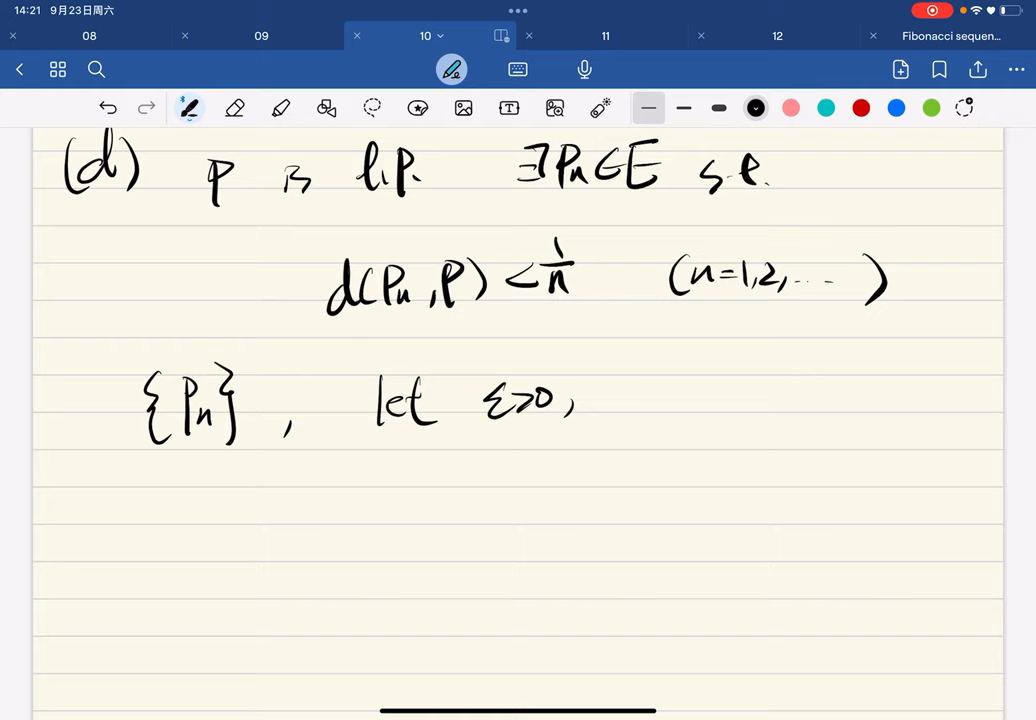 14:21 9月23日周六
08 09 10 11 12 Fibonacci sequen...
(d) p is l.p. ∃Pn∈E s.t.
d(Pn,P) < 1/n (n=1,2,...)
{Pn}, let ε>0,